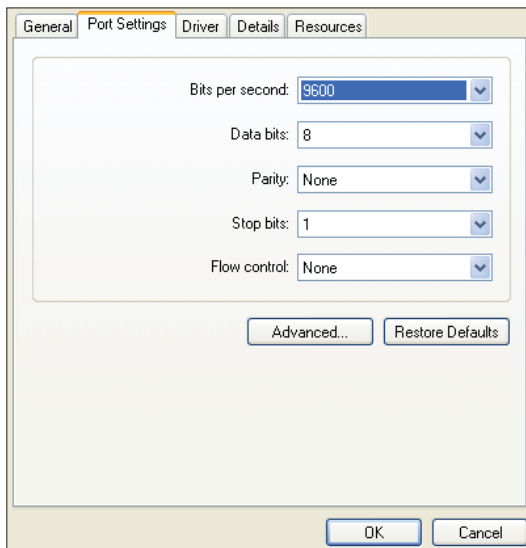 General Port Settings Driver Details Resources
Bits per second: 9600
Data bits: 8
Parity: None
Stop bits: 1
Flow control: None
Advanced... Restore Defaults
OK Cancel